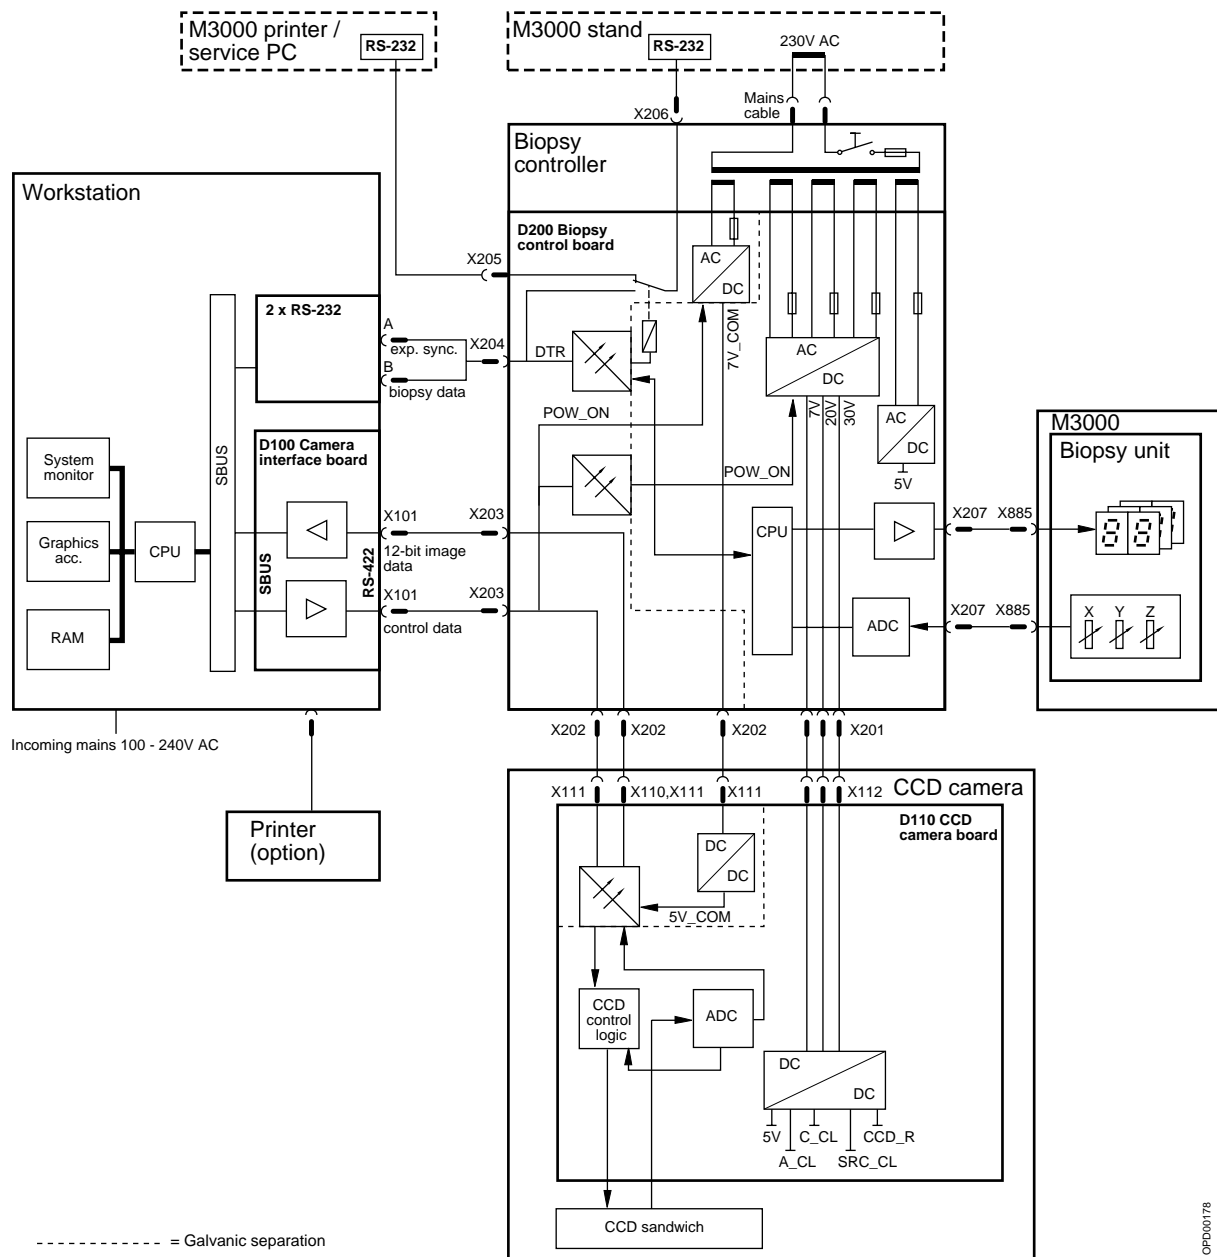 M3000 printer /
service PC
RS-232
M3000 stand
RS-232
230V AC
X206
Mains
cable
Biopsy
controller
Workstation
D200 Biopsy
control board
X205
AC
DC
2 x RS-232
A
exp. sync.
X204
B
biopsy data
DTR
7V_COM
AC
DC
7V
20V
30V
AC
DC
5V
POW_ON
POW_ON
M3000
Biopsy unit
SBUS
D100 Camera
interface board
System
monitor
Graphics
acc.
CPU
RAM
SBUS
RS-422
X101
X203
12-bit image
data
X101
X203
control data
CPU
X207
X885
ADC
X207
X885
X
Y
Z
Incoming mains 100 - 240V AC
X202
X202
X202
X201
Printer
(option)
X111
X110,X111
X111
X112
CCD camera
D110 CCD
camera board
DC
DC
5V_COM
CCD
control
logic
ADC
DC
DC
5V
C_CL
CCD_R
A_CL
SRC_CL
CCD sandwich
= Galvanic separation
OPD00178